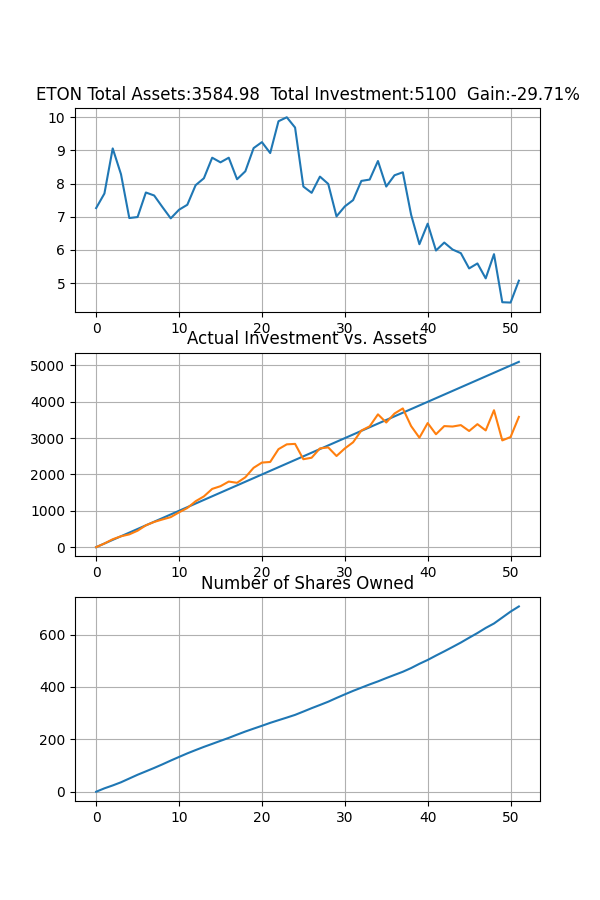 ETON Total Assets:3584.98  Total Investment:5100  Gain:-29.71%
10
9
8
7
6
5
0 10 20 30 40 50
Actual Investment vs. Assets
5000
4000
3000
2000
1000
0
0 10 20 30 40 50
Number of Shares Owned
600
400
200
0
0 10 20 30 40 50